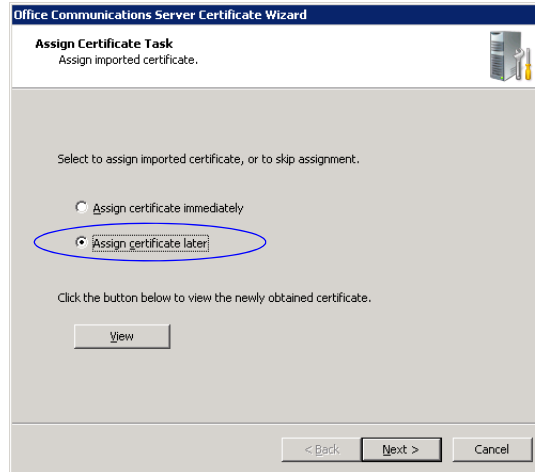 Office Communications Server Certificate Wizard
Assign Certificate Task
Assign imported certificate.
Select to assign imported certificate, or to skip assignment.
Assign certificate immediately
Assign certificate later
Click the button below to view the newly obtained certificate.
View
< Back
Next >
Cancel